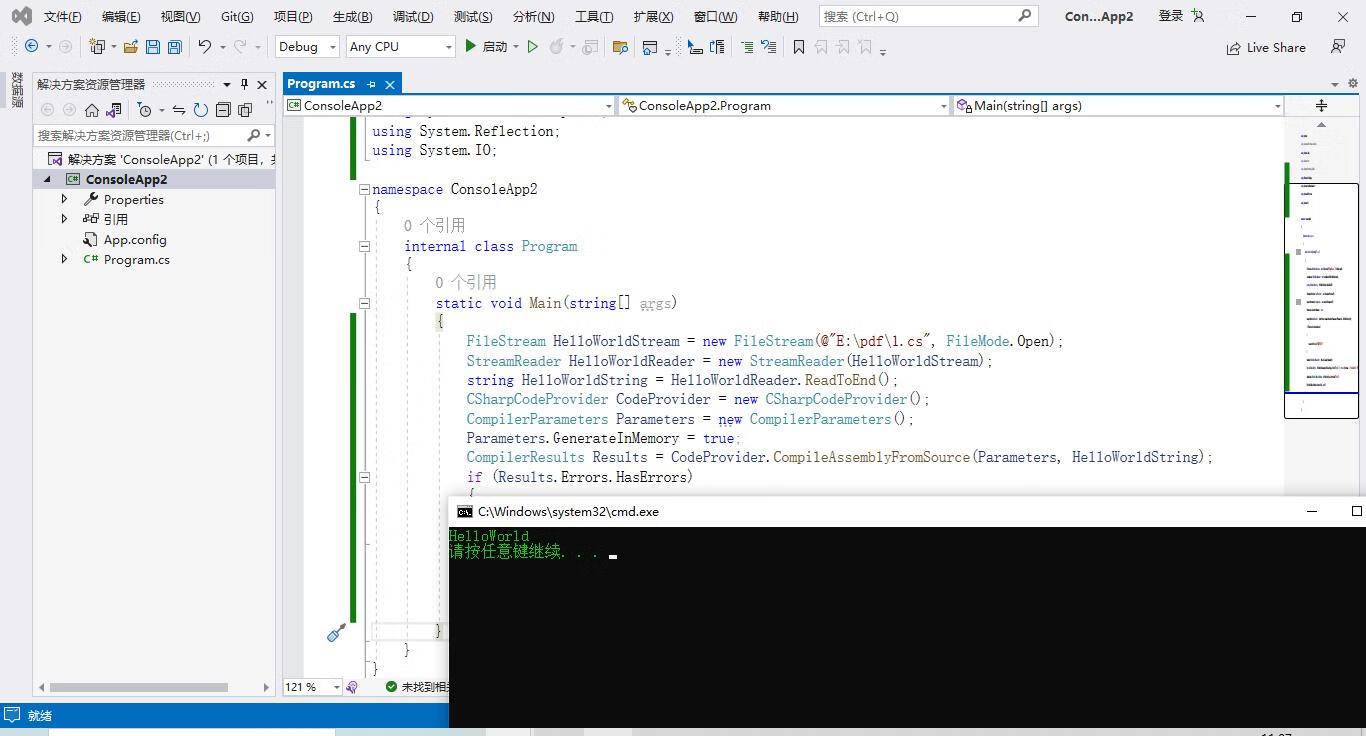 文件(F) 编辑(E) 视图(V) Git(G) 项目(P) 生成(B) 调试(D) 测试(S) 分析(N) 工具(T) 扩展(X) 窗口(W) 帮助(H) 搜索 (Ctrl+Q) Con...App2 登录
Debug Any CPU 启动 Live Share
解决方案资源管理器
搜索解决方案资源管理器(Ctrl+;)
解决方案 'ConsoleApp2' (1 个项目，
ConsoleApp2
Properties
引用
App.config
Program.cs
Program.cs
ConsoleApp2 ConsoleApp2.Program Main(string[] args)
using System.Reflection;
using System.IO;
namespace ConsoleApp2
{
0 个引用
internal class Program
{
0 个引用
static void Main(string[] args)
{
FileStream HelloWorldStream = new FileStream(@"E:\pdf\1.cs", FileMode.Open);
StreamReader HelloWorldReader = new StreamReader(HelloWorldStream);
string HelloWorldString = HelloWorldReader.ReadToEnd();
CSharpCodeProvider CodeProvider = new CSharpCodeProvider();
CompilerParameters Parameters = new CompilerParameters();
Parameters.GenerateInMemory = true;
CompilerResults Results = CodeProvider.CompileAssemblyFromSource(Parameters, HelloWorldString);
if (Results.Errors.HasErrors)
{
}
}
}
121 % 未找到相
C:\Windows\system32\cmd.exe
HelloWorld
请按任意键继续. . .
就绪